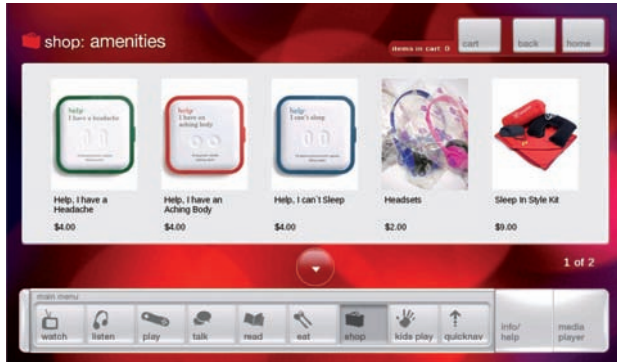 shop: amenities
items in cart: 0
cart
back
home
help
I have a headache
help
I have an
aching body
help
I can't sleep
Help, I have a
Headache
$4.00
Help, I have an
Aching Body
$4.00
Help, I can't Sleep
$4.00
Headsets
$2.00
Sleep In Style Kit
$9.00
1 of 2
main menu
watch
listen
play
talk
read
eat
shop
kids play
quicknav
info/
help
media
player